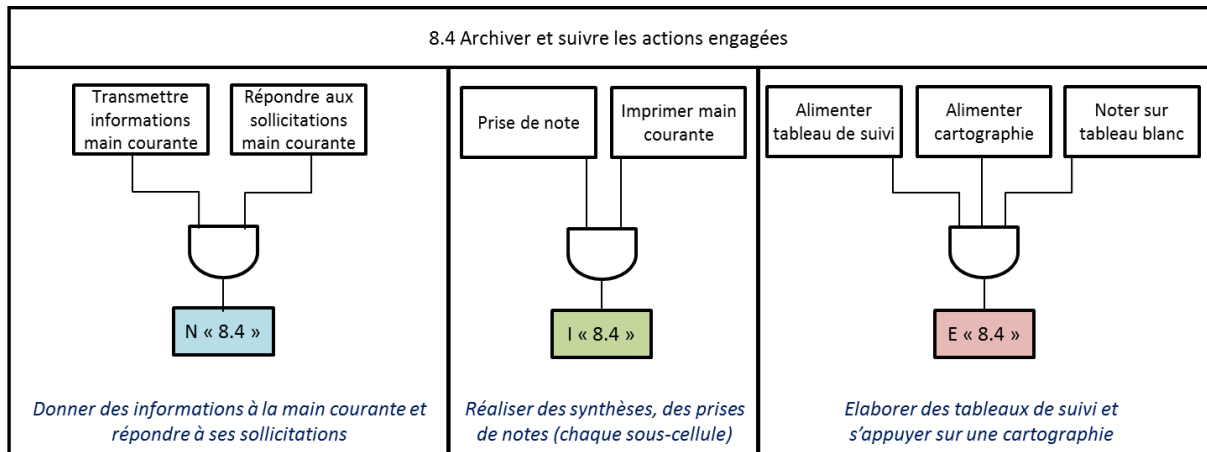 8.4 Archiver et suivre les actions engagées
Transmettre
informations
main courante
Répondre aux
sollicitations
main courante
N « 8.4 »
Donner des informations à la main courante et
répondre à ses sollicitations
Prise de note
Imprimer main
courante
I « 8.4 »
Réaliser des synthèses, des prises
de notes (chaque sous-cellule)
Alimenter
tableau de suivi
Alimenter
cartographie
Noter sur
tableau blanc
E « 8.4 »
Elaborer des tableaux de suivi et
s’appuyer sur une cartographie